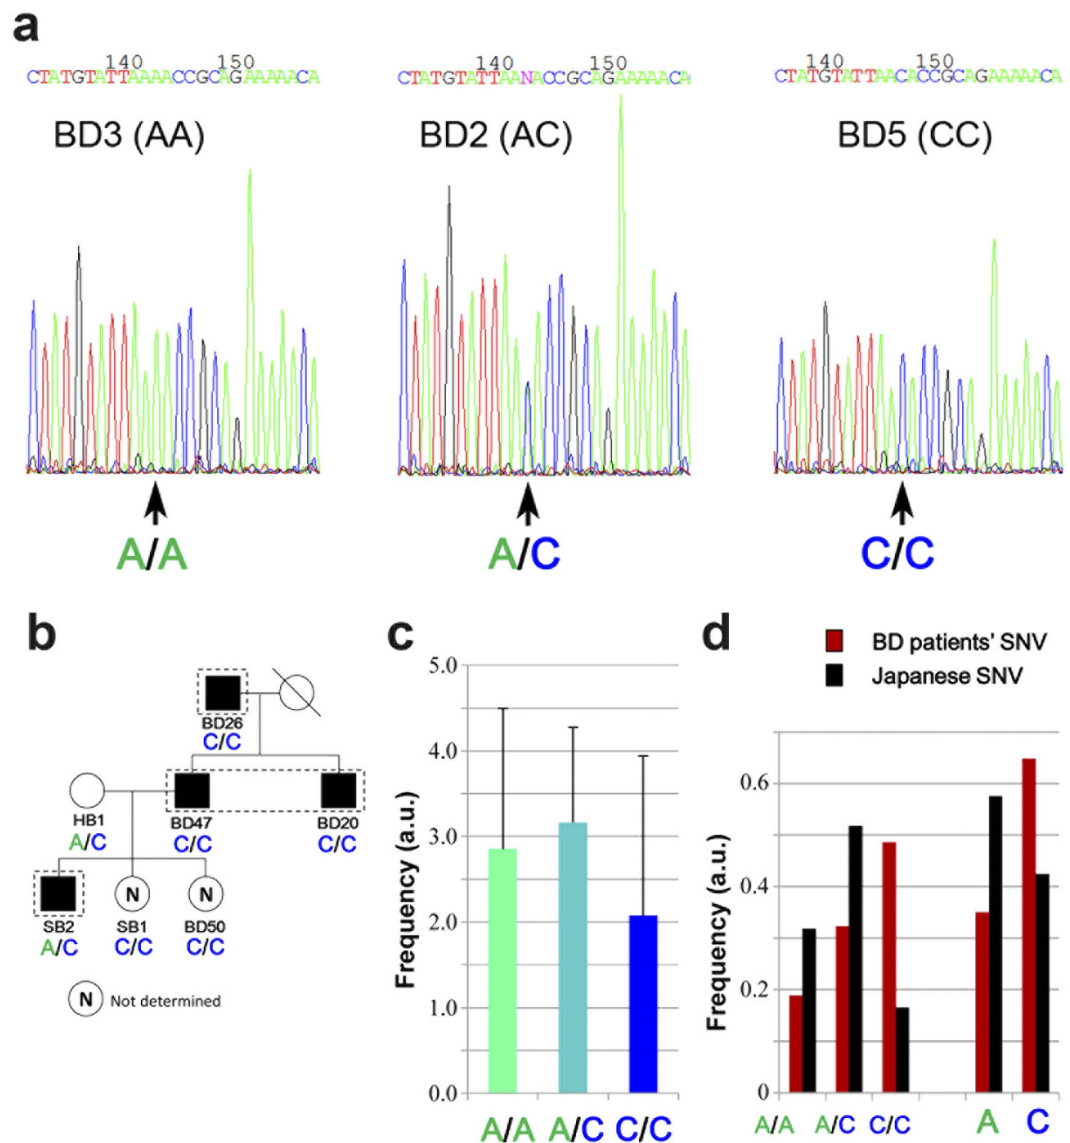 a
140 150
CTATGTATTAAAACCGCAGAAAAACA
BD3 (AA)
A/A
140 150
CTATGTATTAANACCGCAGAAAAACA
BD2 (AC)
A/C
140 150
CTATGTATTAACACCGCAGAAAAACA
BD5 (CC)
C/C
b
BD26
C/C
HB1
A/C
BD47
C/C
BD20
C/C
SB2
A/C
N
SB1
C/C
N
BD50
C/C
N Not determined
c
Frequency (a.u.)
5.0
4.0
3.0
2.0
1.0
0.0
A/A A/C C/C
d
BD patients' SNV
Japanese SNV
Frequency (a.u.)
0.6
0.4
0.2
0
A/A A/C C/C A C